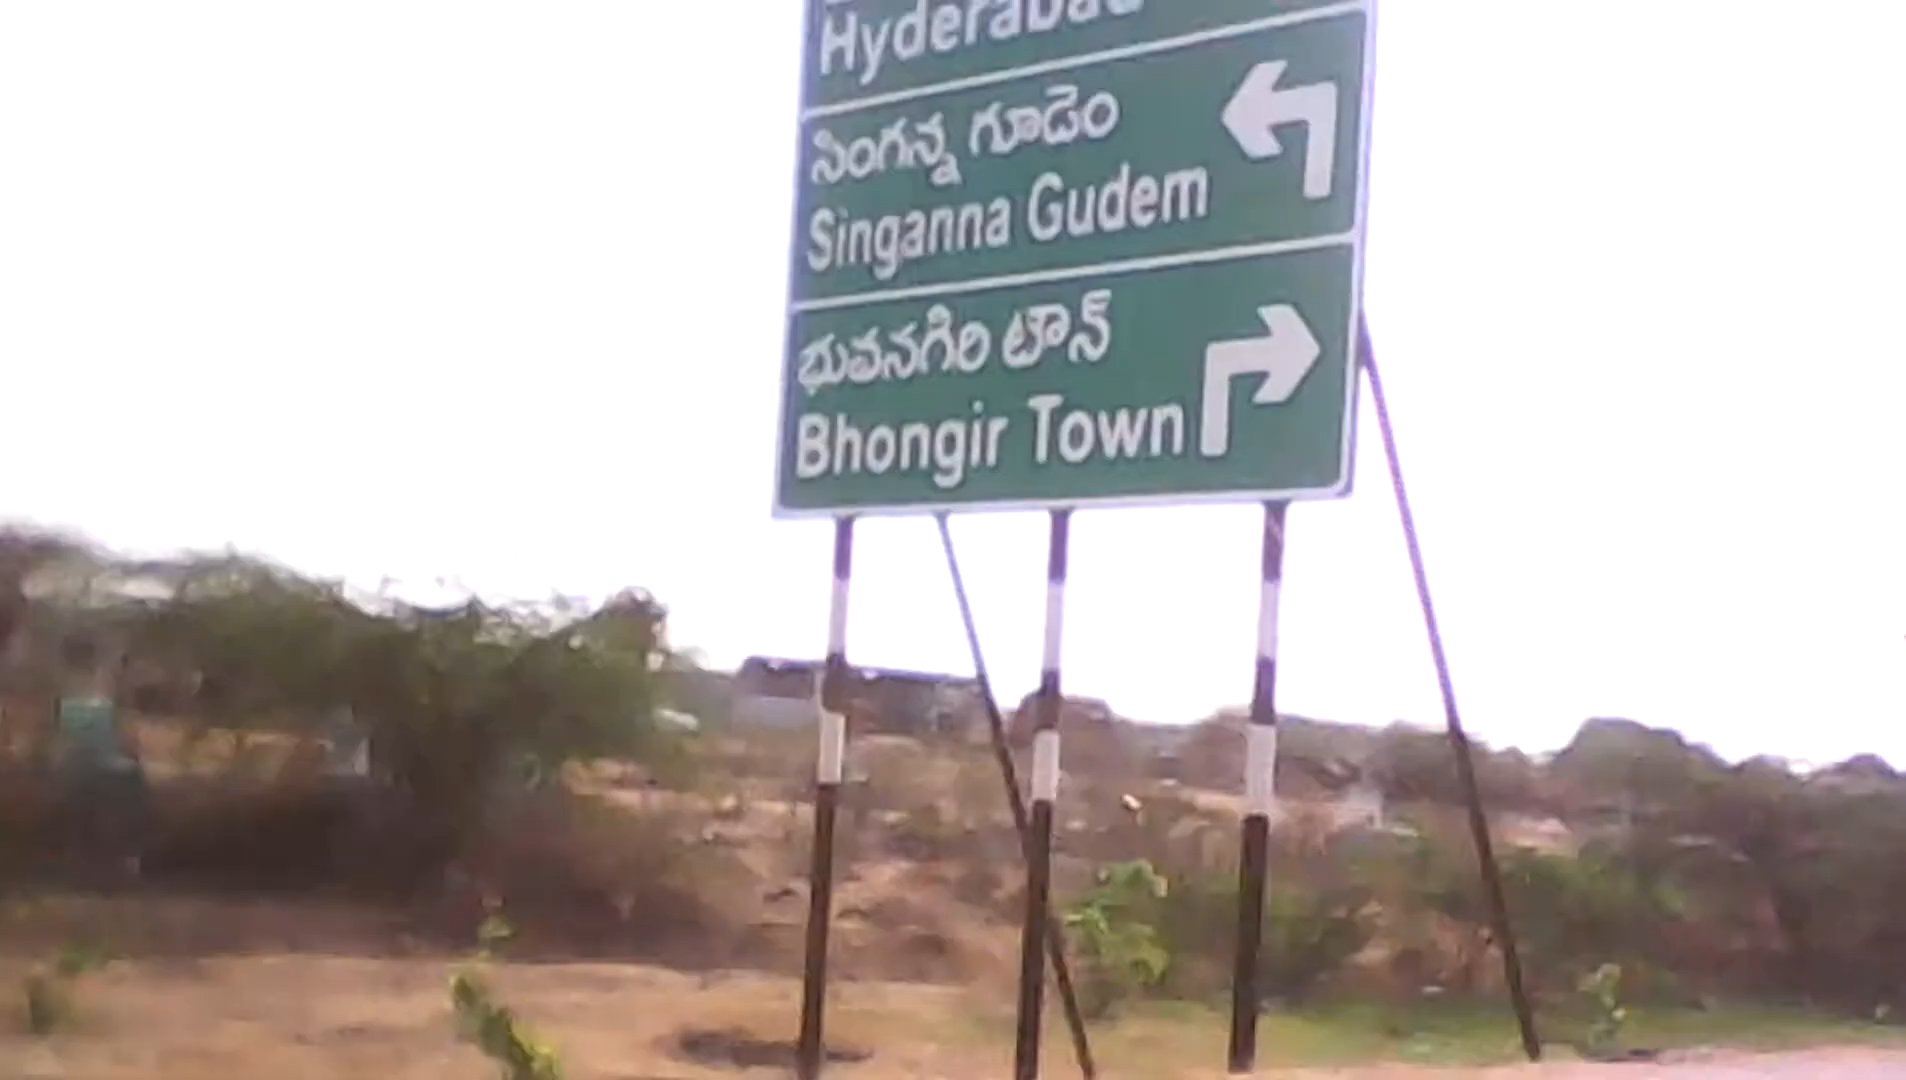 Hyderabad
సింగన్న గూడెం
Singanna Gudem
భువనగిరి టౌన్
Bhongir Town